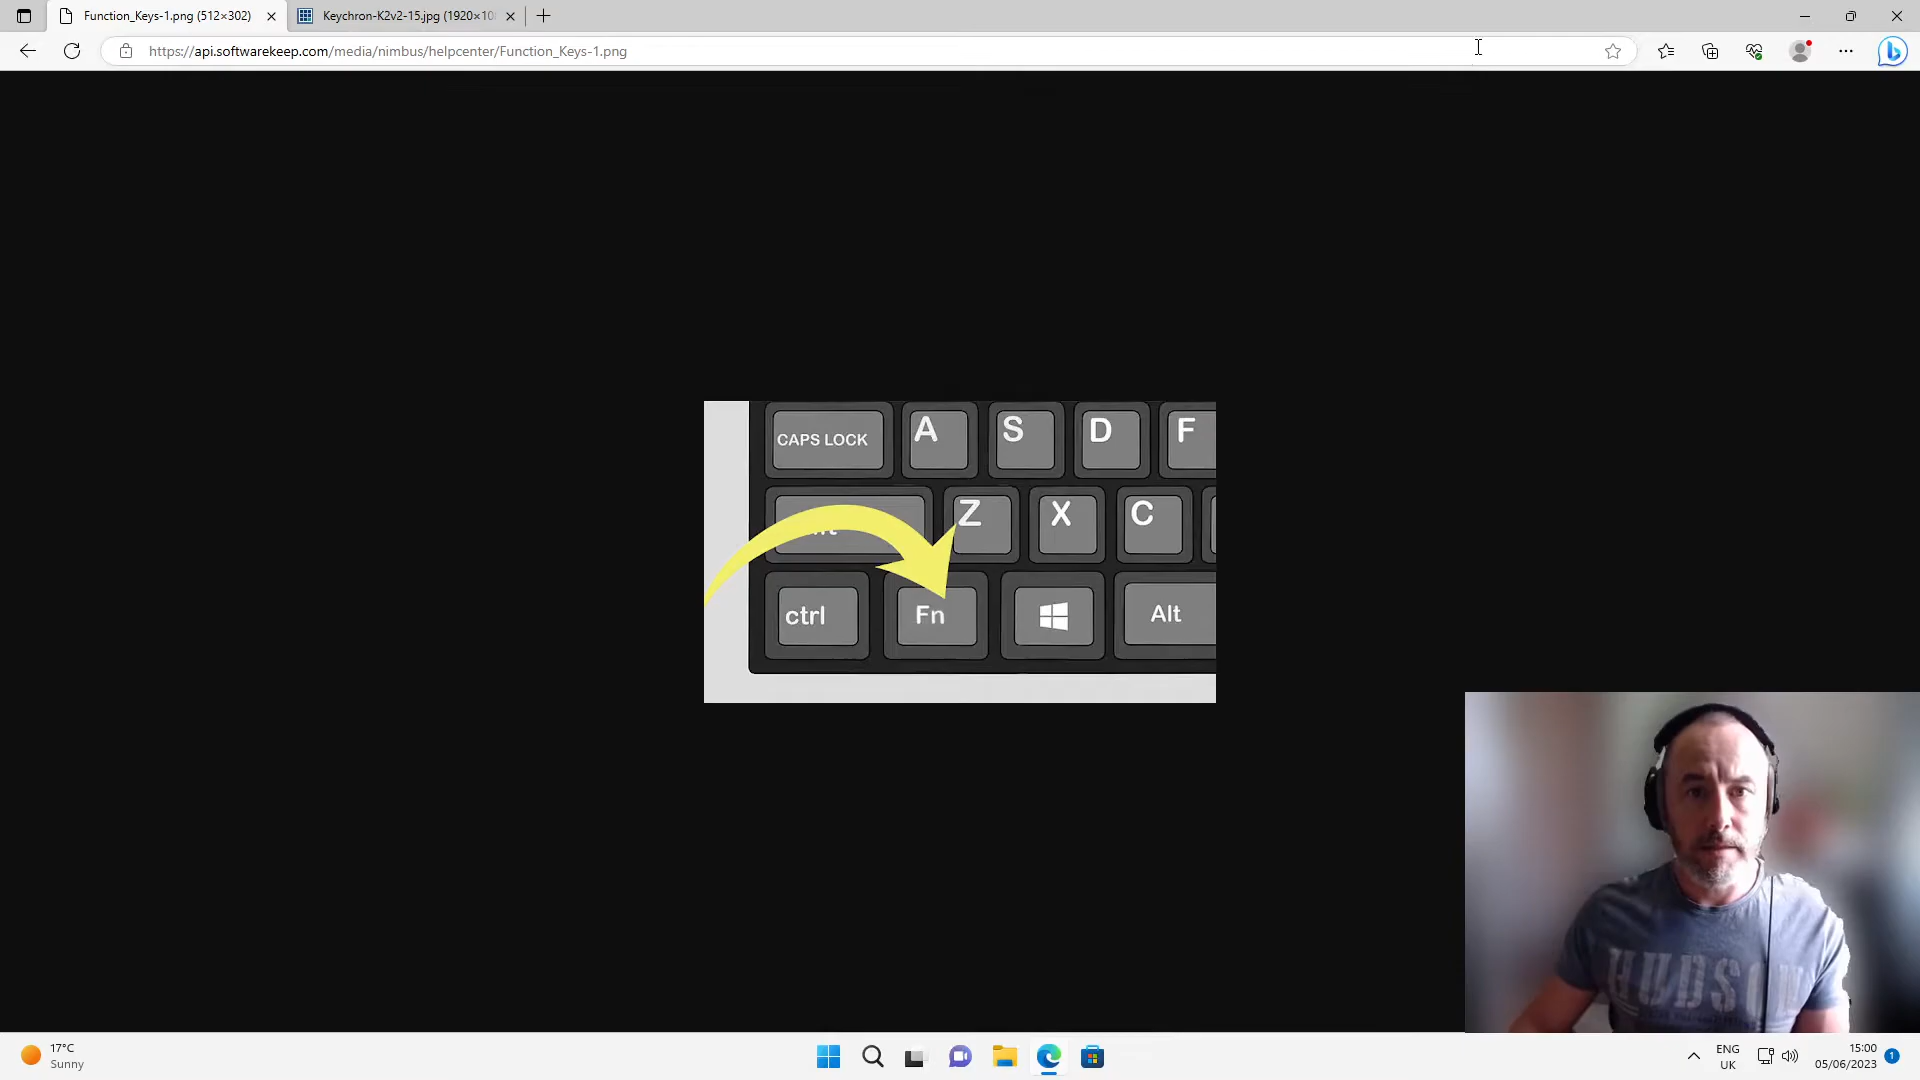 Function_Keys-1.png (512×302)
Keychron-K2v2-15.jpg (1920×10
https://api.softwarekeep.com/media/nimbus/helpcenter/Function_Keys-1.png
CAPS LOCK A S D F
Z X C
ctrl Fn Alt
HUDSON
17°C
Sunny
ENG
UK
15:00
05/06/2023
1